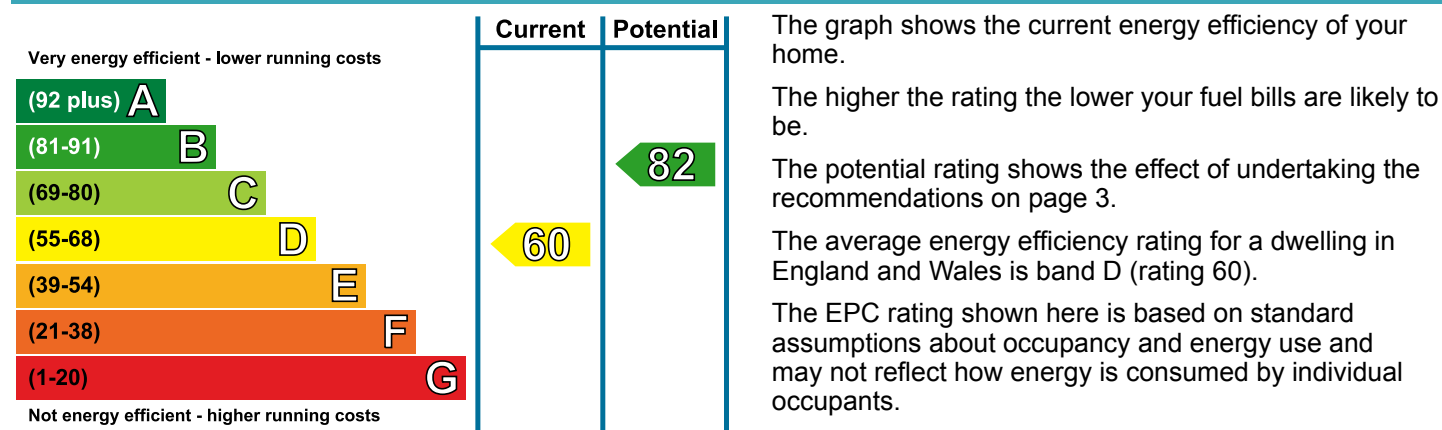 Current Potential
Very energy efficient - lower running costs
(92 plus) A
(81-91) B
82
(69-80) C
(55-68) D
60
(39-54) E
(21-38) F
(1-20) G
Not energy efficient - higher running costs
The graph shows the current energy efficiency of your
home.
The higher the rating the lower your fuel bills are likely to
be.
The potential rating shows the effect of undertaking the
recommendations on page 3.
The average energy efficiency rating for a dwelling in
England and Wales is band D (rating 60).
The EPC rating shown here is based on standard
assumptions about occupancy and energy use and
may not reflect how energy is consumed by individual
occupants.